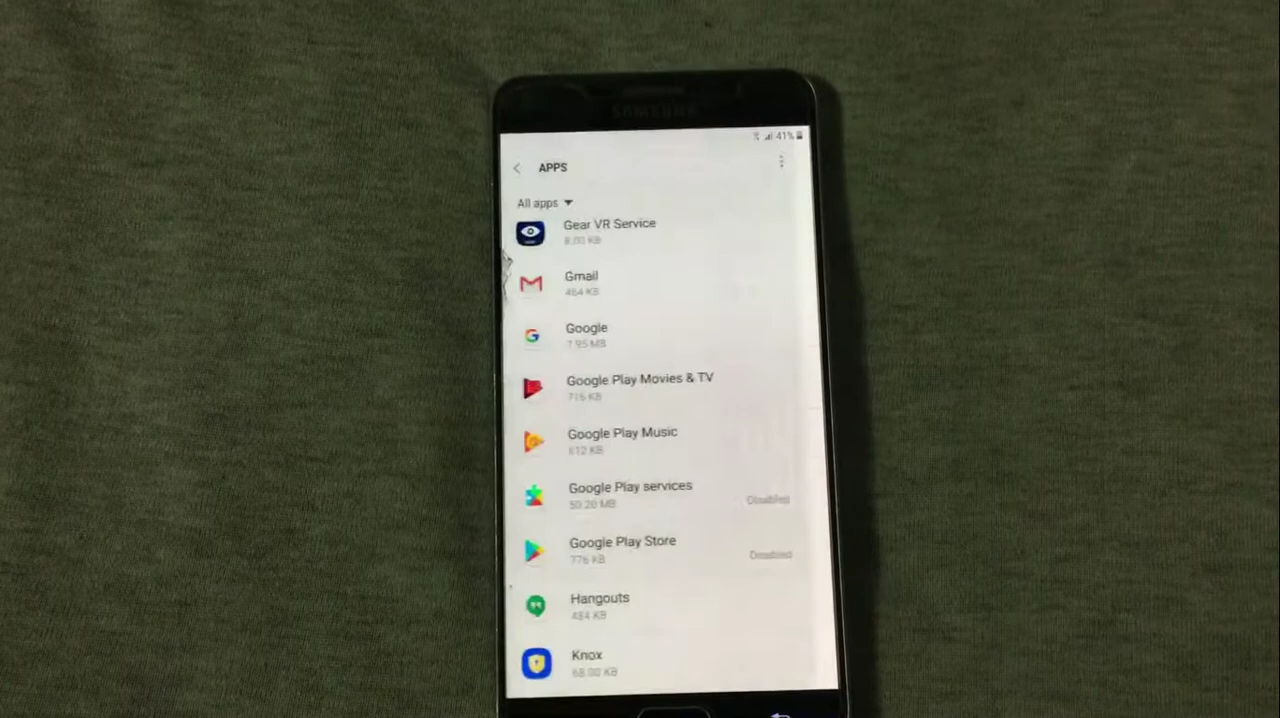 SAMSUNG
41%
APPS
All apps
Gear VR Service
8.00 KB
Gmail
464 KB
Google
7.95 MB
Google Play Movies & TV
716 KB
Google Play Music
612 KB
Google Play services
50.20 MB
Disabled
Google Play Store
776 KB
Disabled
Hangouts
484 KB
Knox
68.00 KB